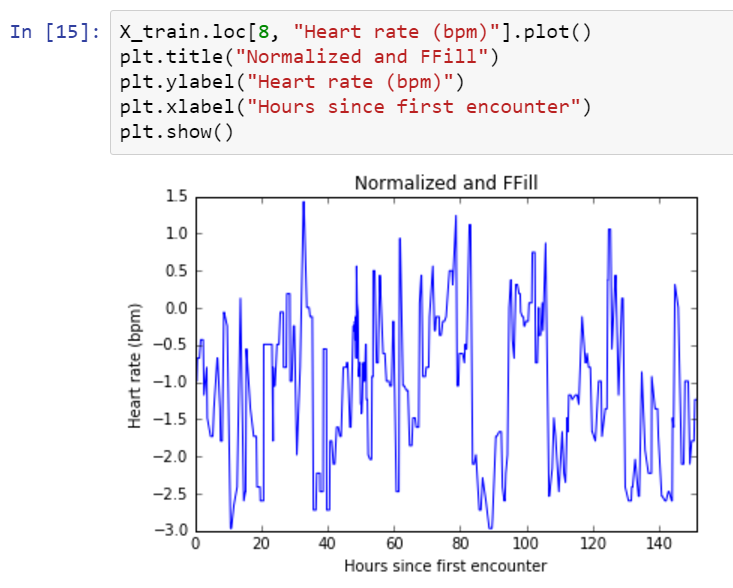 In [15]: X_train.loc[8, "Heart rate (bpm)"].plot()
plt.title("Normalized and FFill")
plt.ylabel("Heart rate (bpm)")
plt.xlabel("Hours since first encounter")
plt.show()
Normalized and FFill
1.5
1.0
0.5
0.0
−0.5
−1.0
−1.5
−2.0
−2.5
−3.0
Heart rate (bpm)
0 20 40 60 80 100 120 140
Hours since first encounter